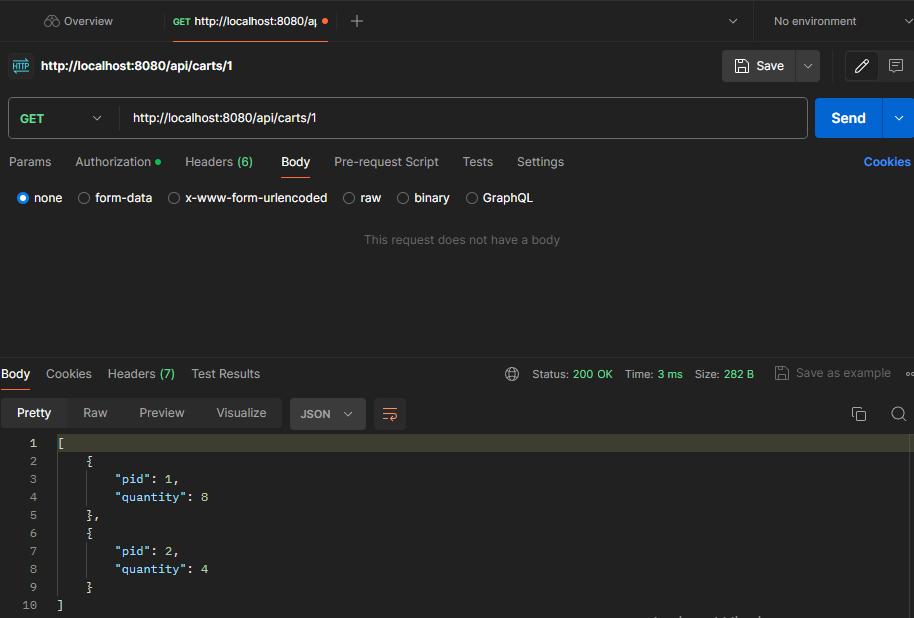 Overview
GET http://localhost:8080/a
No environment
HTTP http://localhost:8080/api/carts/1
Save
GET http://localhost:8080/api/carts/1
Send
Params Authorization Headers (6) Body Pre-request Script Tests Settings Cookies
none form-data x-www-form-urlencoded raw binary GraphQL
This request does not have a body
Body Cookies Headers (7) Test Results Status: 200 OK Time: 3 ms Size: 282 B Save as example
Pretty Raw Preview Visualize JSON
1 [
2 {
3 "pid": 1,
4 "quantity": 8
5 },
6 {
7 "pid": 2,
8 "quantity": 4
9 }
10 ]